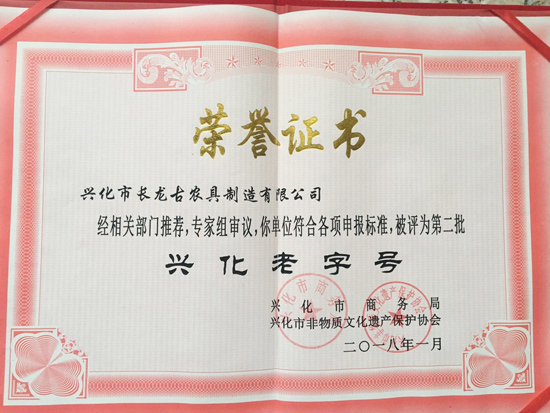 荣誉证书
兴化市长龙古农具制造有限公司
经相关部门推荐,专家组审议,你单位符合各项申报标准,被评为第二批
兴化老字号
兴化市商务局
兴化市非物质文化遗产保护协会
二〇一八年一月